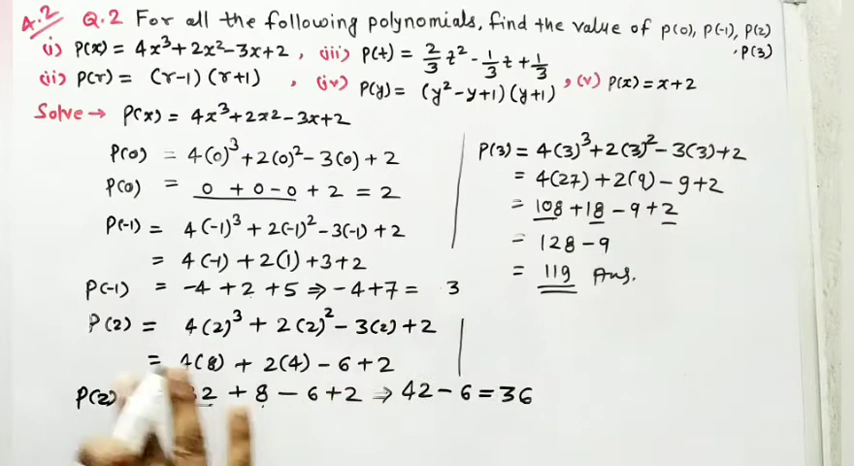 A.2 Q.2 For all the following polynomials, find the value of P(0), P(-1), P(2), P(3)
(i) P(x) = 4x³+2x²-3x+2 , (iii) P(t) = 2/3 z² - 1/3 z + 1/3
(ii) P(r) = (r-1) (r+1) , (iv) P(y) = (y²-y+1) (y+1) , (v) P(x) = x+2
Solve → P(x) = 4x³+2x²-3x+2
P(0) = 4(0)³+2(0)²-3(0)+2
P(0) = 0 + 0 - 0 + 2 = 2
P(-1) = 4(-1)³+2(-1)²-3(-1)+2
= 4(-1)+2(1)+3+2
P(-1) = -4+2+5 ⇒ -4+7 = 3
P(2) = 4(2)³+2(2)²-3(2)+2
= 4(8) + 2(4) - 6 + 2
P(2) 2 + 8 - 6 + 2 ⇒ 42-6 = 36
P(3) = 4(3)³+2(3)²-3(3)+2
= 4(27)+2(9)-9+2
= 108+18-9+2
= 128-9
= 119 Ans.